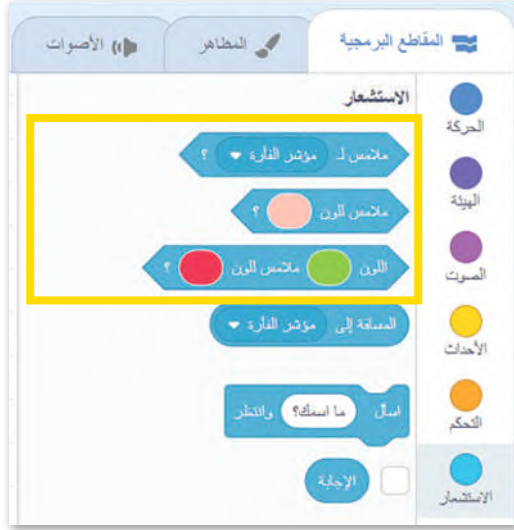 المقاطع البرمجية
المظاهر
الأصوات
الحركة
الهيئة
الصوت
الأحداث
التحكم
الاستشعار
الاستشعار
ملامس لـ مؤشر الفأرة ؟
ملامس للون ؟
اللون ملامس للون ؟
المسافة إلى مؤشر الفأرة
اسأل ما اسمك؟ وانتظر
الإجابة